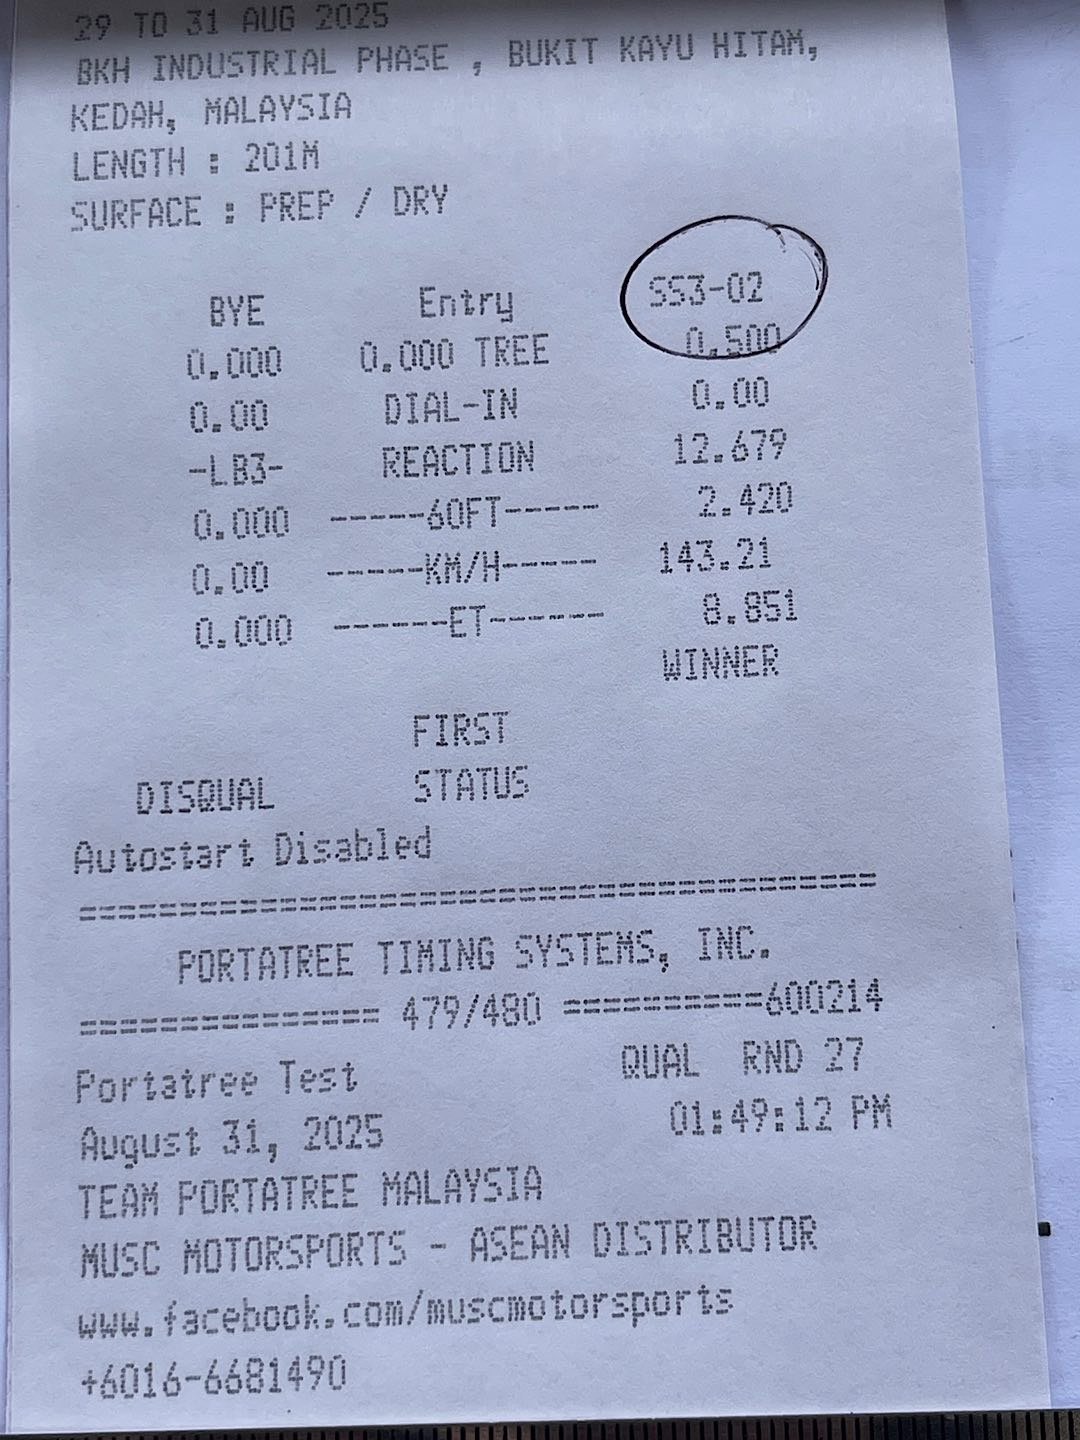 29 TO 31 AUG 2025
BKH INDUSTRIAL PHASE , BUKIT KAYU HITAM,
KEDAH, MALAYSIA
LENGTH : 201M
SURFACE : PREP / DRY
BYE Entry SS3-02
0.000 0.000 TREE 0.500
0.00 DIAL-IN 0.00
-LB3- REACTION 12.679
0.000 -----60FT----- 2.420
0.00 -----KM/H----- 143.21
0.000 ------ET------ 8.851
WINNER
FIRST
DISQUAL STATUS
Autostart Disabled
========================================
PORTATREE TIMING SYSTEMS, INC.
=============== 479/480 ==========600214
Portatree Test QUAL RND 27
August 31, 2025 01:49:12 PM
TEAM PORTATREE MALAYSIA
MUSC MOTORSPORTS - ASEAN DISTRIBUTOR
www.facebook.com/muscmotorsports
+6016-6681490